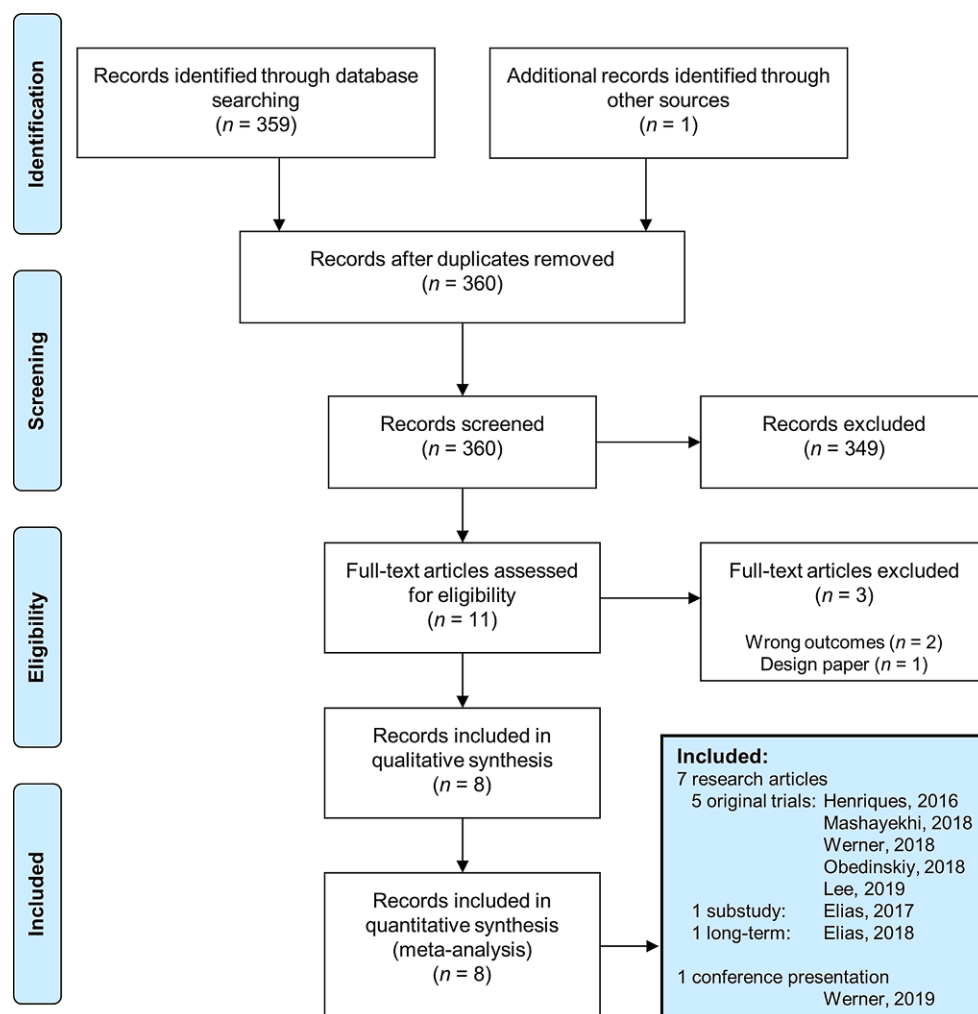 Identification
Records identified through database
searching
(n = 359)
Additional records identified through
other sources
(n = 1)
Records after duplicates removed
(n = 360)
Screening
Records screened
(n = 360)
Records excluded
(n = 349)
Eligibility
Full-text articles assessed
for eligibility
(n = 11)
Full-text articles excluded
(n = 3)
Wrong outcomes (n = 2)
Design paper (n = 1)
Records included in
qualitative synthesis
(n = 8)
Included
Records included in
quantitative synthesis
(meta-analysis)
(n = 8)
Included:
7 research articles
5 original trials: Henriques, 2016
Mashayekhi, 2018
Werner, 2018
Obedinskiy, 2018
Lee, 2019
1 substudy: Elias, 2017
1 long-term: Elias, 2018
1 conference presentation
Werner, 2019